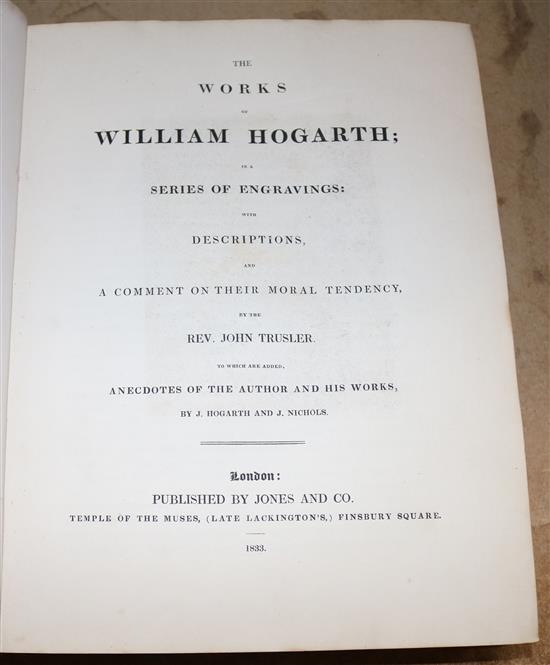 THE
WORKS
OF
WILLIAM HOGARTH;
IN A
SERIES OF ENGRAVINGS:
WITH
DESCRIPTIONS,
AND
A COMMENT ON THEIR MORAL TENDENCY,
BY THE
REV. JOHN TRUSLER.
TO WHICH ARE ADDED,
ANECDOTES OF THE AUTHOR AND HIS WORKS,
BY J. HOGARTH AND J. NICHOLS.
London:
PUBLISHED BY JONES AND CO.
TEMPLE OF THE MUSES, (LATE LACKINGTON'S,) FINSBURY SQUARE.
1833.